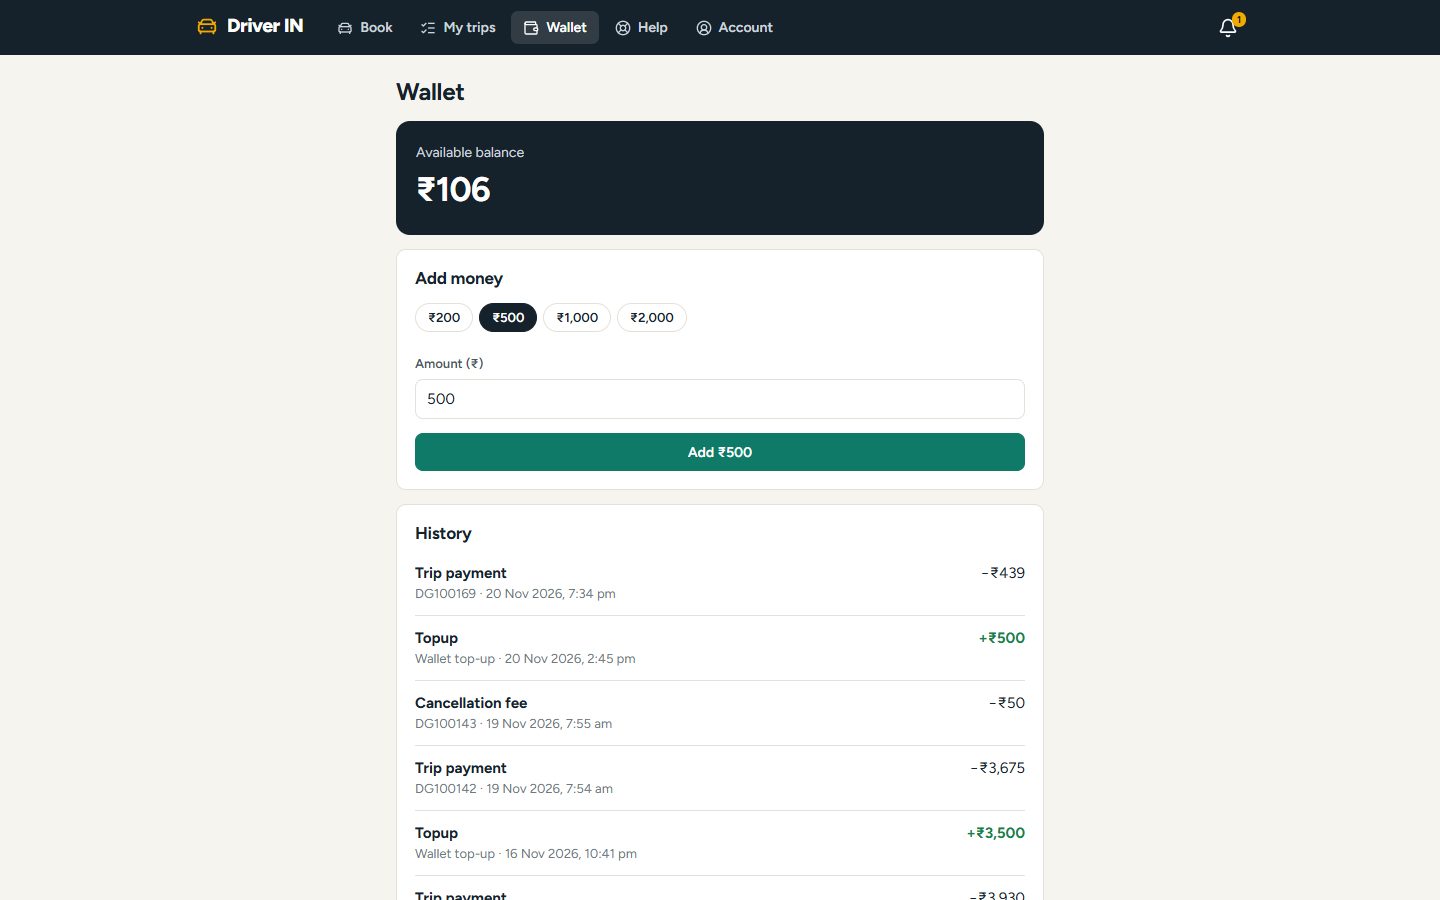 Driver IN
Book
My trips
Wallet
Help
Account
1
Wallet
Available balance
₹106
Add money
₹200
₹500
₹1,000
₹2,000
Amount (₹)
500
Add ₹500
History
Trip payment
−₹439
DG100169 · 20 Nov 2026, 7:34 pm
Topup
+₹500
Wallet top-up · 20 Nov 2026, 2:45 pm
Cancellation fee
−₹50
DG100143 · 19 Nov 2026, 7:55 am
Trip payment
−₹3,675
DG100142 · 19 Nov 2026, 7:54 am
Topup
+₹3,500
Wallet top-up · 16 Nov 2026, 10:41 pm
Trip payment
−₹3,930